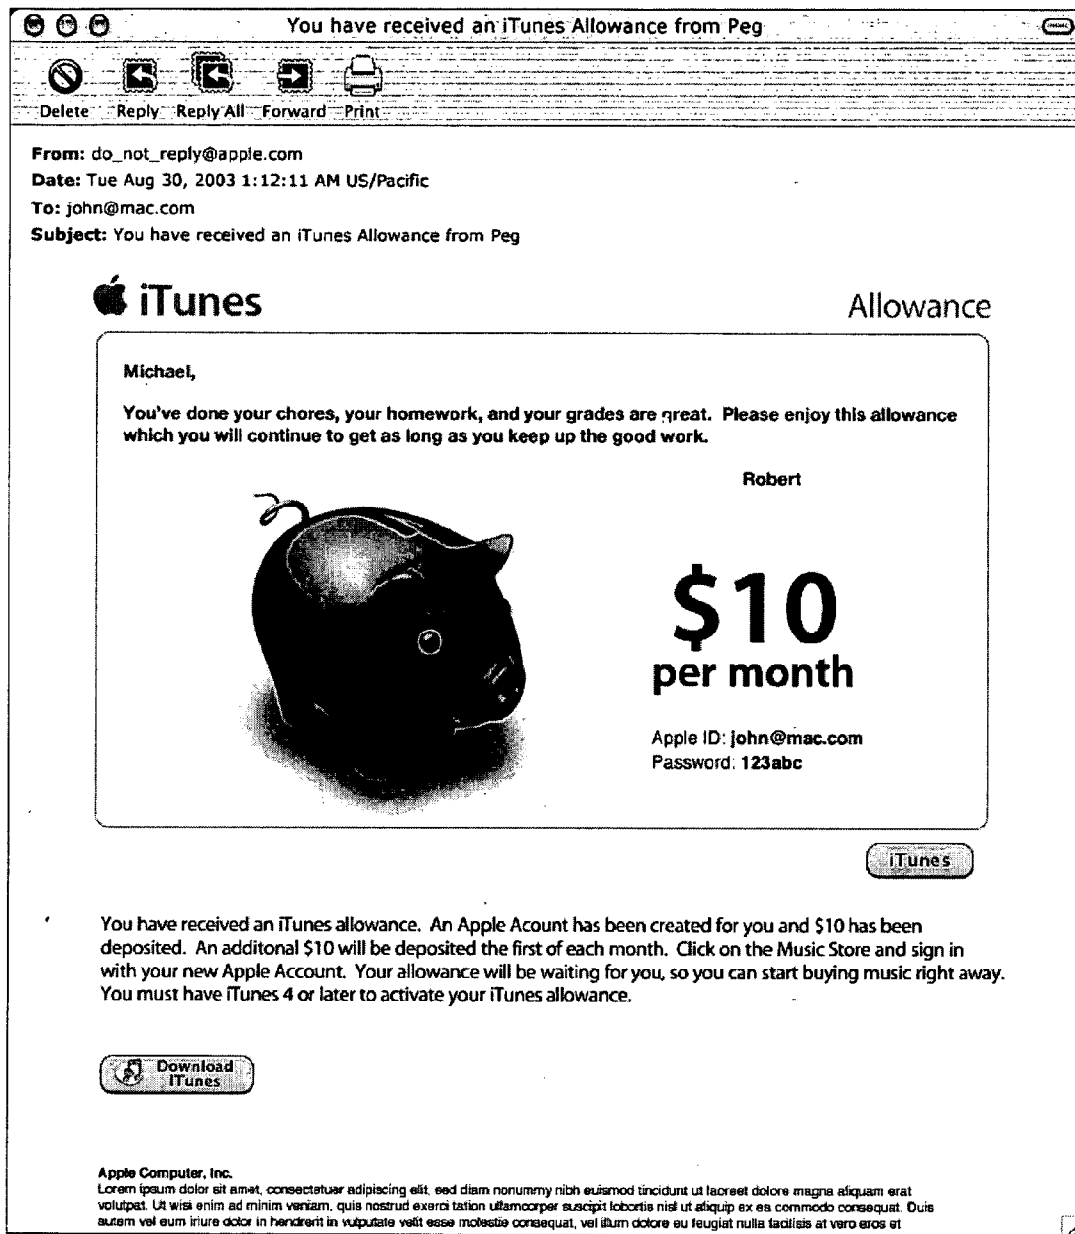 You have received an iTunes Allowance from Peg
Delete Reply Reply All Forward Print
From: do_not_reply@apple.com
Date: Tue Aug 30, 2003 1:12:11 AM US/Pacific
To: john@mac.com
Subject: You have received an iTunes Allowance from Peg
iTunes Allowance
Michael,
You've done your chores, your homework, and your grades are great. Please enjoy this allowance
which you will continue to get as long as you keep up the good work.
Robert
$10
per month
Apple ID: john@mac.com
Password: 123abc
iTunes
You have received an iTunes allowance. An Apple Acount has been created for you and $10 has been
deposited. An additonal $10 will be deposited the first of each month. Click on the Music Store and sign in
with your new Apple Account. Your allowance will be waiting for you, so you can start buying music right away.
You must have iTunes 4 or later to activate your iTunes allowance.
Download
iTunes
Apple Computer, Inc.
Lorem ipsum dolor sit amet, consectetuer adipiscing elit, sed diam nonummy nibh euismod tincidunt ut laoreet dolore magna aliquam erat
volutpat. Ut wisi enim ad minim veniam, quis nostrud exerci tation ullamcorper suscipit lobortis nisl ut aliquip ex ea commodo consequat. Duis
autem vel eum iriure dolor in hendrerit in vulputate velit esse molestie consequat, vel illum dolore eu feugiat nulla facilisis at vero eros et